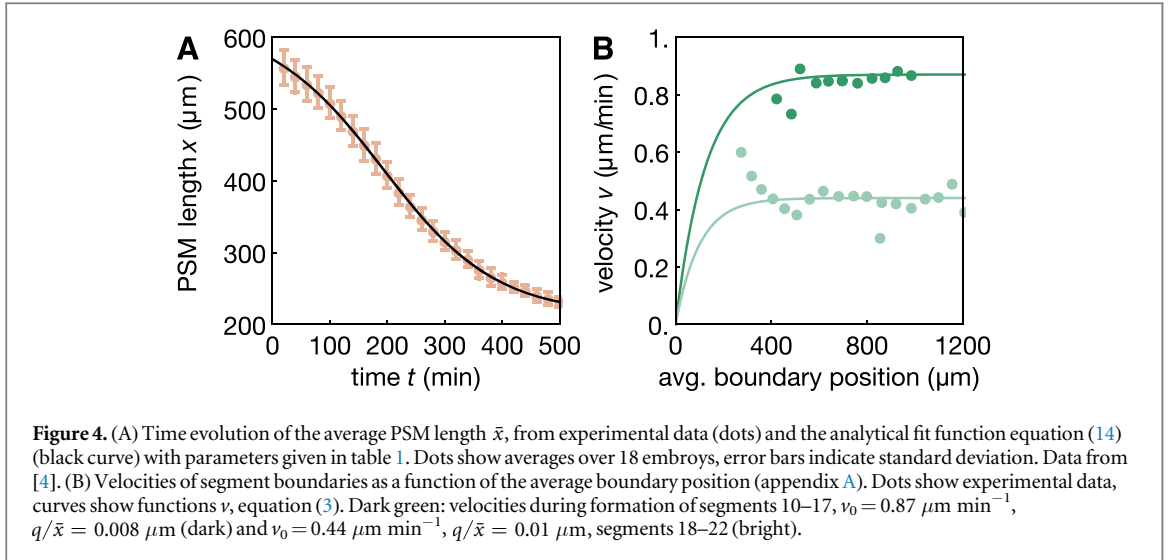 A
B
600
500
400
300
200
PSM length x (μm)
0 100 200 300 400 500
time t (min)
1.
0.8
0.6
0.4
0.2
0.
velocity v (μm/min)
0 400 800 1200
avg. boundary position (μm)
Figure 4. (A) Time evolution of the average PSM length x̄, from experimental data (dots) and the analytical fit function equation (14)
(black curve) with parameters given in table 1. Dots show averages over 18 embroys, error bars indicate standard deviation. Data from
[4]. (B) Velocities of segment boundaries as a function of the average boundary position (appendix A). Dots show experimental data,
curves show functions v, equation (3). Dark green: velocities during formation of segments 10–17, v₀ = 0.87 μm min⁻¹,
q/x̄ = 0.008 μm (dark) and v₀ = 0.44 μm min⁻¹, q/x̄ = 0.01 μm, segments 18–22 (bright).